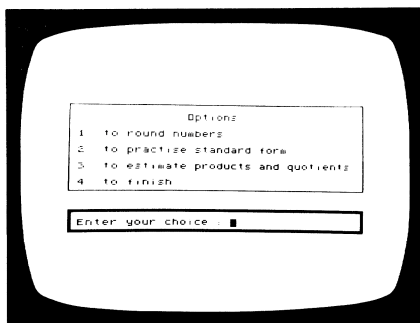 Options
1 to round numbers
2 to practise standard form
3 to estimate products and quotients
4 to finish
Enter your choice :